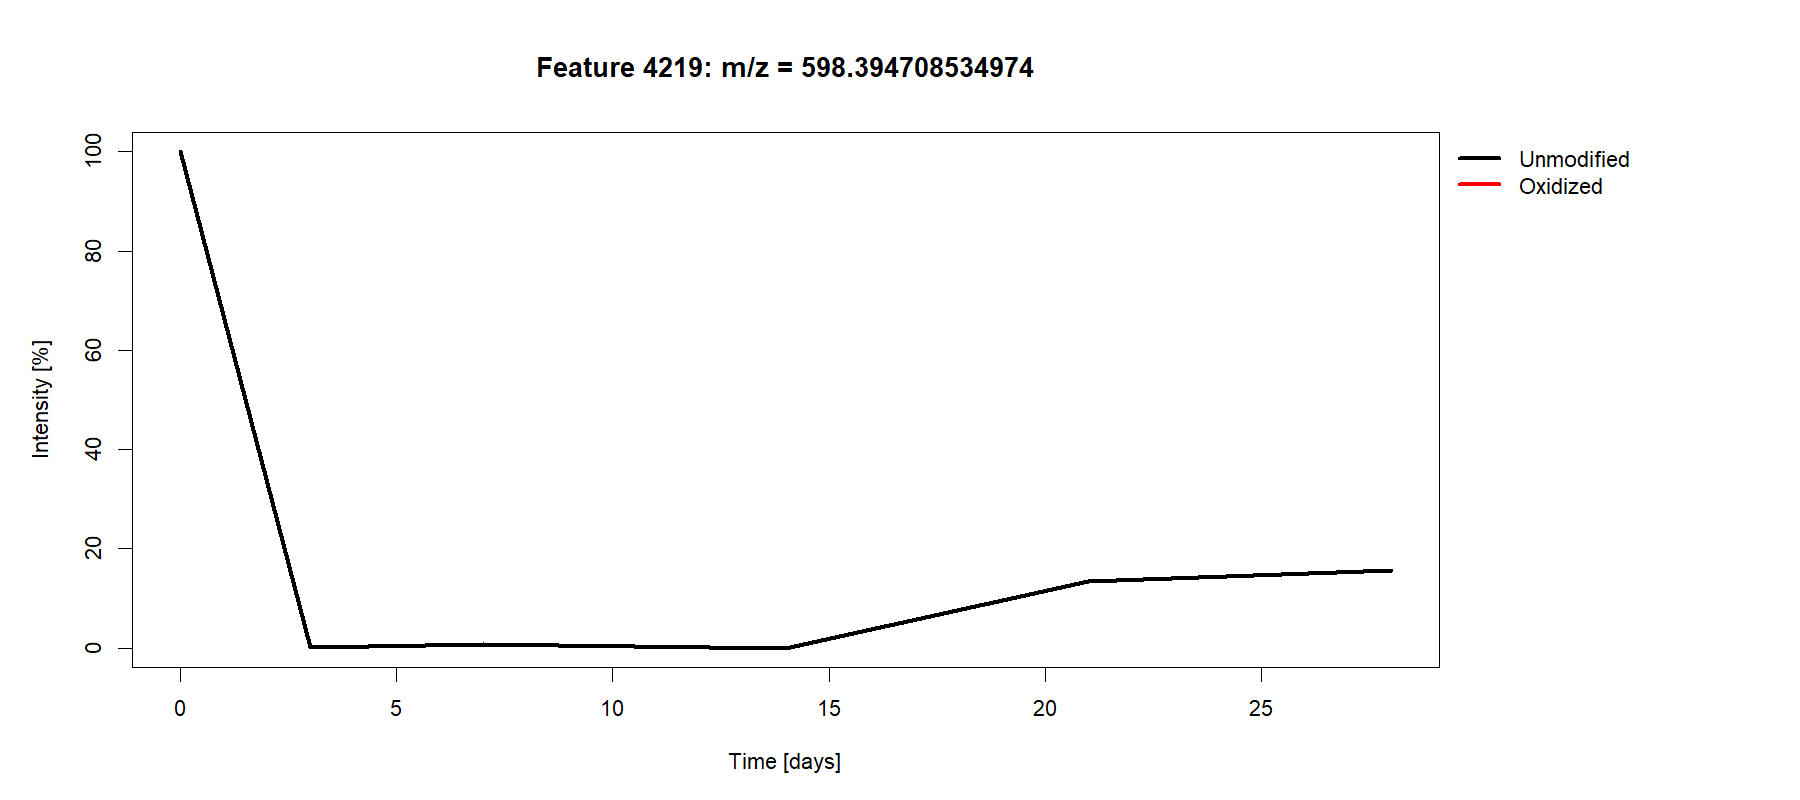 Feature 4219: m/z = 598.394708534974
Unmodified
Oxidized
Intensity [%]
100
80
60
40
20
0
0 5 10 15 20 25
Time [days]